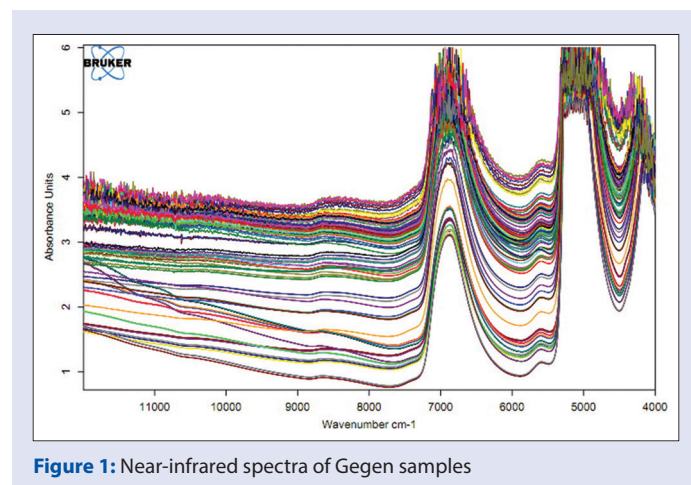 BRUKER
6
5
4
3
2
1
Absorbance Units
11000 10000 9000 8000 7000 6000 5000 4000
Wavenumber cm-1
Figure 1: Near-infrared spectra of Gegen samples